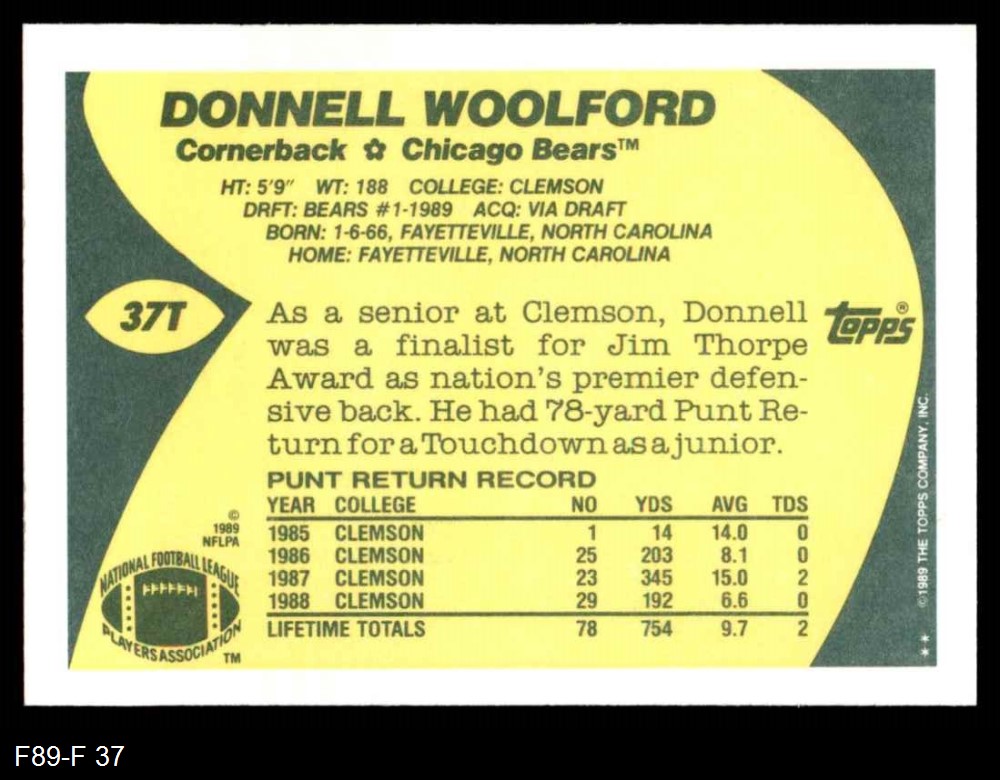 DONNELL WOOLFORD
Cornerback ✿ Chicago Bears™
HT: 5'9" WT: 188 COLLEGE: CLEMSON
DRFT: BEARS #1-1989 ACQ: VIA DRAFT
BORN: 1-6-66, FAYETTEVILLE, NORTH CAROLINA
HOME: FAYETTEVILLE, NORTH CAROLINA
37T
As a senior at Clemson, Donnell
was a finalist for Jim Thorpe
Award as nation's premier defen-
sive back. He had 78-yard Punt Re-
turn for a Touchdown as a junior.
topps®
PUNT RETURN RECORD
YEAR COLLEGE NO YDS AVG TDS
1985 CLEMSON 1 14 14.0 0
1986 CLEMSON 25 203 8.1 0
1987 CLEMSON 23 345 15.0 2
1988 CLEMSON 29 192 6.6 0
LIFETIME TOTALS 78 754 9.7 2
©
1989
NFLPA
NATIONAL FOOTBALL LEAGUE
PLAYERS ASSOCIATION
TM
©1989 THE TOPPS COMPANY, INC.
**
F89-F 37